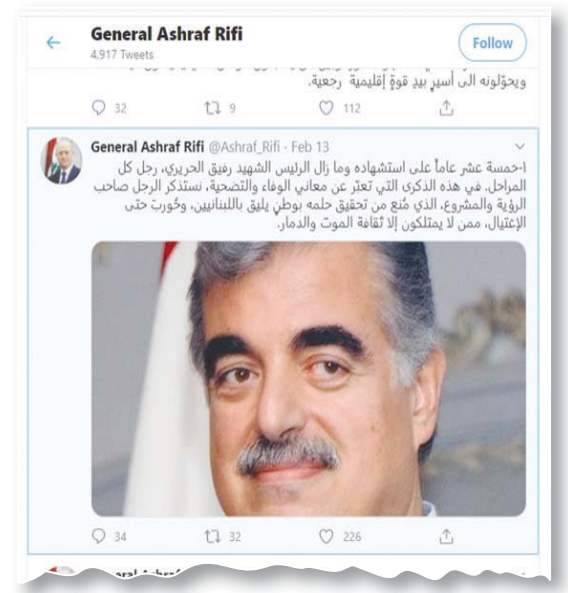 General Ashraf Rifi
4,917 Tweets
Follow
ويحوّلونه الى أسيرٍ بيدِ قوةٍ إقليمية رجعية.
32 9 112
General Ashraf Rifi @Ashraf_Rifi · Feb 13
١-خمسة عشر عاماً على استشهاده وما زال الرئيس الشهيد رفيق الحريري، رجل كل
المراحل. في هذه الذكرى التي تعبّر عن معاني الوفاء والتضحية، نستذكر الرجل صاحب
الرؤية والمشروع، الذي مُنع من تحقيق حلمه بوطنٍ يليق باللبنانيين، وحُوربَ حتى
الإغتيال، ممن لا يمتلكون إلا ثقافة الموت والدمار.
34 32 226